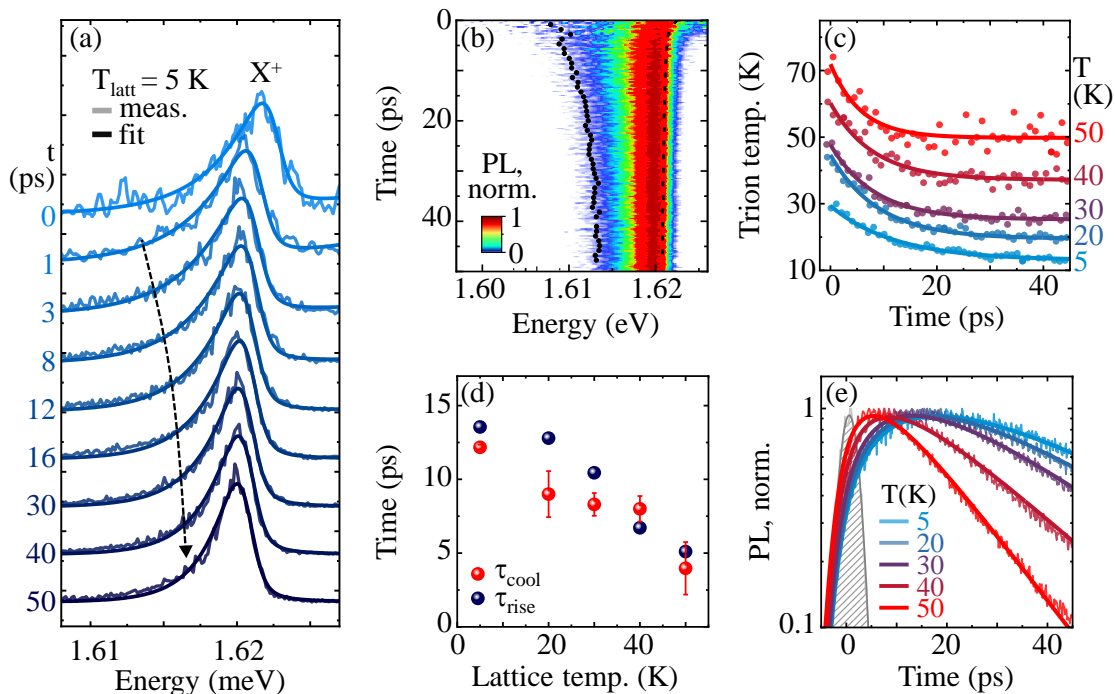 (a)
T_latt = 5 K
meas.
fit
X⁺
t
(ps)
0
1
3
8
12
16
30
40
50
1.61
1.62
Energy (meV)
(b)
0
20
40
Time (ps)
PL,
norm.
1
0
1.60
1.61
1.62
Energy (eV)
(c)
70
50
30
10
Trion temp. (K)
T
(K)
50
40
30
20
5
0
20
40
Time (ps)
(d)
15
10
5
0
Time (ps)
τ_cool
τ_rise
0
20
40
Lattice temp. (K)
(e)
1
0.1
PL, norm.
T(K)
5
20
30
40
50
0
20
40
Time (ps)